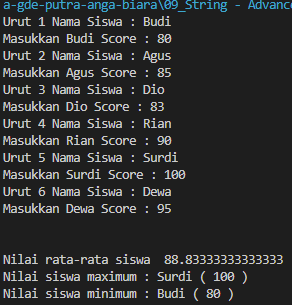 a-gde-putra-anga-biara\09_String - Advanc
Urut 1 Nama Siswa : Budi
Masukkan Budi Score : 80
Urut 2 Nama Siswa : Agus
Masukkan Agus Score : 85
Urut 3 Nama Siswa : Dio
Masukkan Dio Score : 83
Urut 4 Nama Siswa : Rian
Masukkan Rian Score : 90
Urut 5 Nama Siswa : Surdi
Masukkan Surdi Score : 100
Urut 6 Nama Siswa : Dewa
Masukkan Dewa Score : 95
Nilai rata-rata siswa  88.83333333333333
Nilai siswa maximum : Surdi ( 100 )
Nilai siswa minimum : Budi ( 80 )